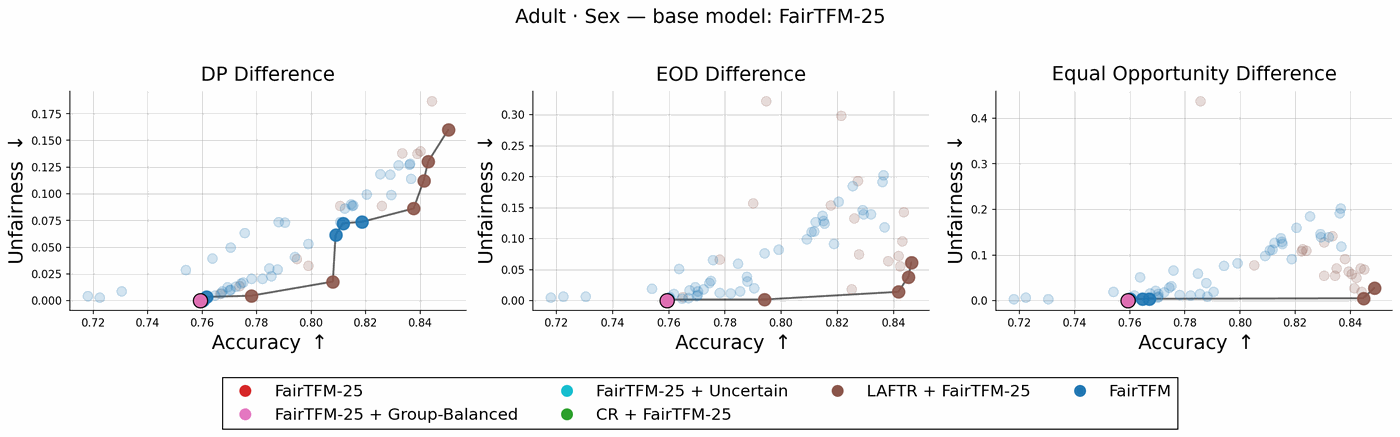 Adult · Sex — base model: FairTFM-25
DP Difference
EOD Difference
Equal Opportunity Difference
Unfairness ↓
0.175
0.150
0.125
0.100
0.075
0.050
0.025
0.000
0.72 0.74 0.76 0.78 0.80 0.82 0.84
Accuracy ↑
Unfairness ↓
0.30
0.25
0.20
0.15
0.10
0.05
0.00
0.72 0.74 0.76 0.78 0.80 0.82 0.84
Accuracy ↑
Unfairness ↓
0.4
0.3
0.2
0.1
0.0
0.72 0.74 0.76 0.78 0.80 0.82 0.84
Accuracy ↑
FairTFM-25
FairTFM-25 + Uncertain
LAFTR + FairTFM-25
FairTFM
FairTFM-25 + Group-Balanced
CR + FairTFM-25